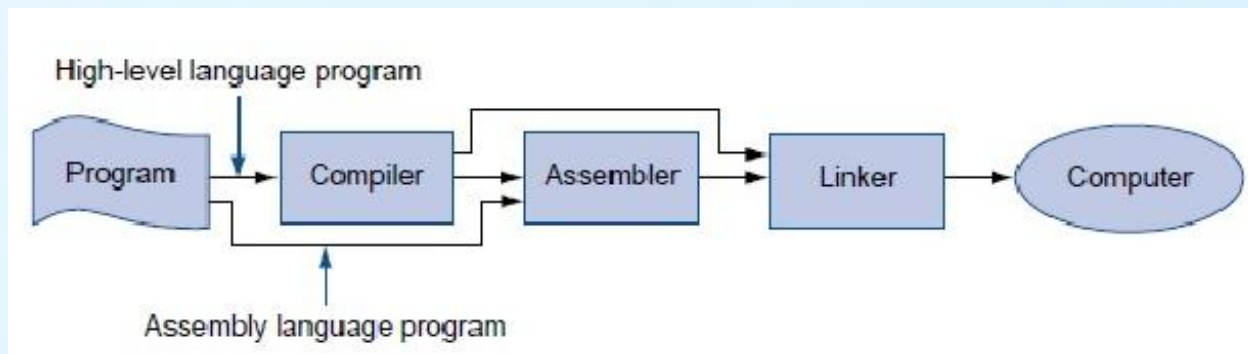 High-level language program
Program
Compiler
Assembler
Linker
Computer
Assembly language program